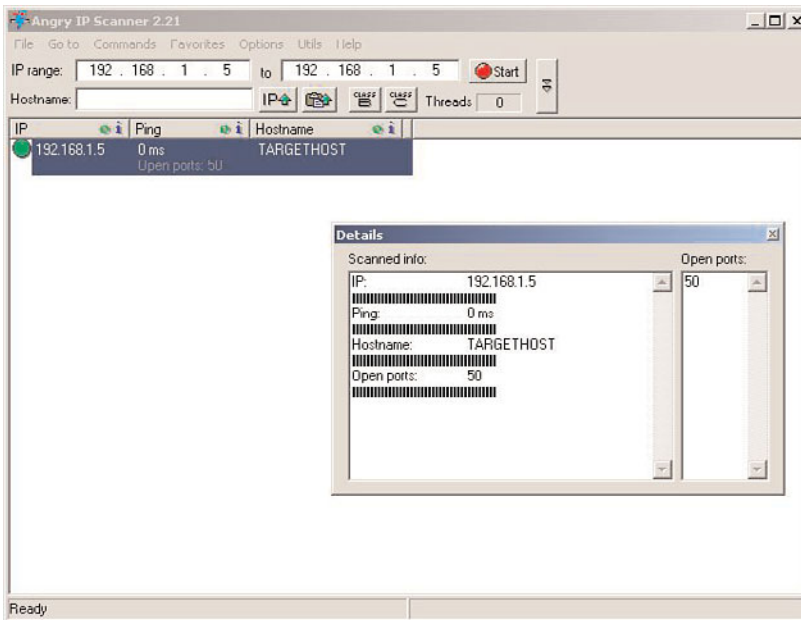 Angry IP Scanner 2.21
File Go to Commands Favorites Options Utils Help
IP range: 192 . 168 . 1 . 5 to 192 . 168 . 1 . 5 Start
Hostname: IP CLASS B CLASS C Threads 0
IP Ping Hostname
192.168.1.5 0 ms TARGETHOST
Open ports: 50
Details
Scanned info: Open ports:
IP: 192.168.1.5 50
Ping: 0 ms
Hostname: TARGETHOST
Open ports: 50
Ready